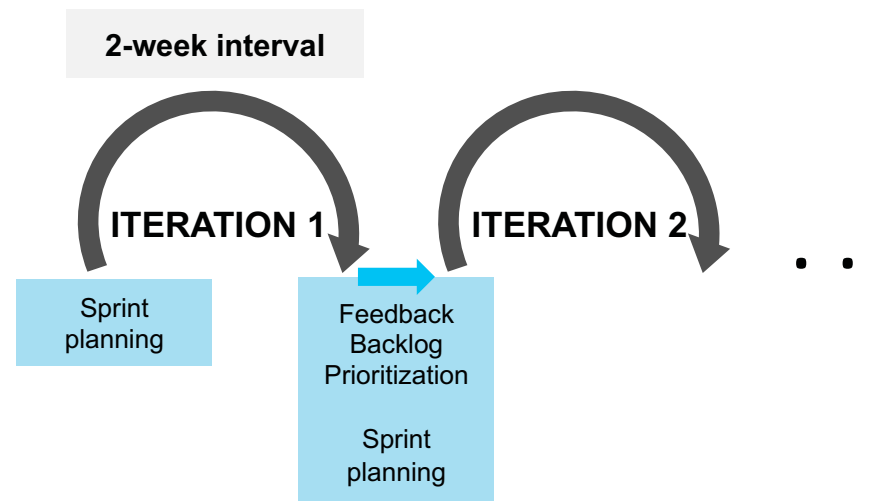 2-week interval
ITERATION 1
ITERATION 2
. .
Sprint
planning
Feedback
Backlog
Prioritization
Sprint
planning